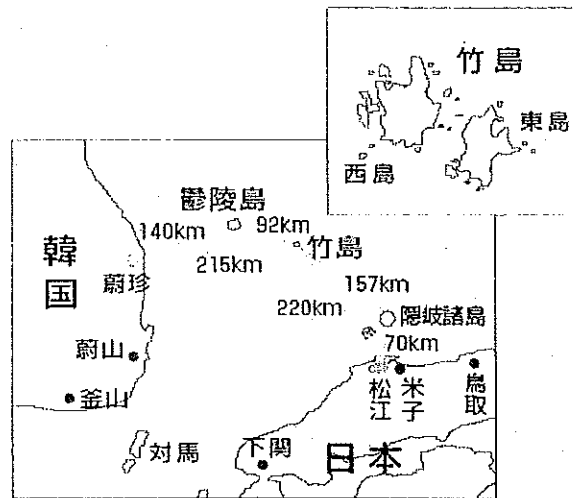 竹島
東島
西島
鬱陵島
140km
92km
竹島
215km
韓国
蔚珍
157km
220km
隠岐諸島
70km
蔚山
釜山
松江
米子
鳥取
対馬
下関
日本